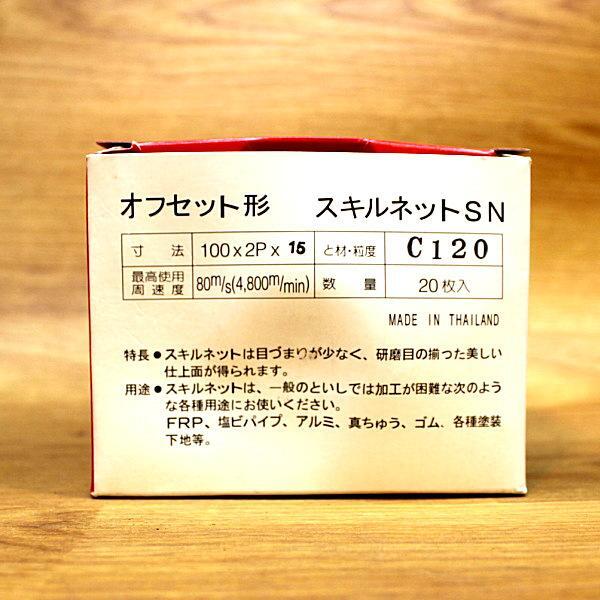 オフセット形 スキルネットSN
寸法 100x2Px 15 と材・粒度 C120
最高使用周速度 80m/s(4,800m/min) 数量 20枚入
MADE IN THAILAND
特長●スキルネットは目づまりが少なく、研磨目の揃った美しい
仕上面が得られます。
用途●スキルネットは、一般のといしでは加工が困難な次のよう
な各種用途にお使いください。
FRP、塩ビパイプ、アルミ、真ちゅう、ゴム、各種塗装
下地等。